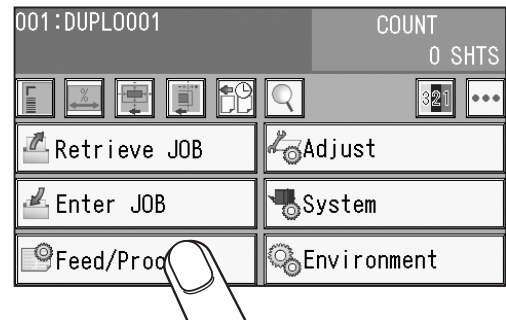 001:DUPLO001
COUNT
0 SHTS
%
321
Retrieve JOB
Adjust
Enter JOB
System
Feed/Proc
Environment